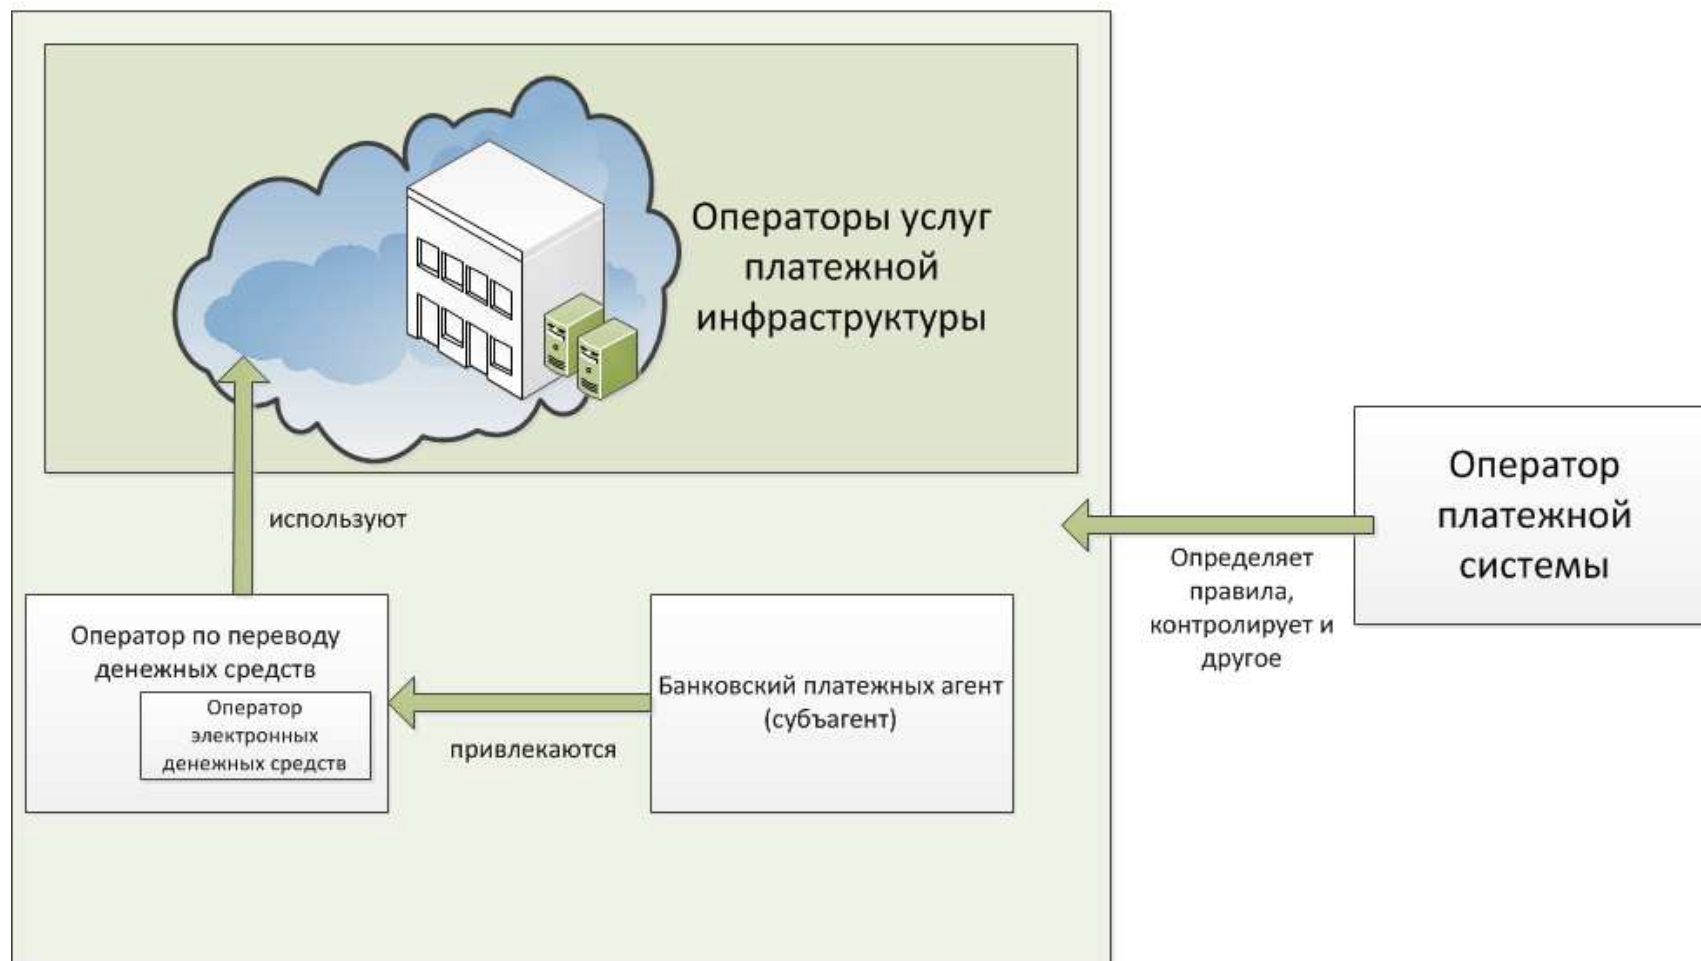 Операторы услуг
платежной
инфраструктуры
используют
Оператор по переводу
денежных средств
Оператор
электронных
денежных средств
привлекаются
Банковский платежных агент
(субъагент)
Определяет
правила,
контролирует и
другое
Оператор
платежной
системы